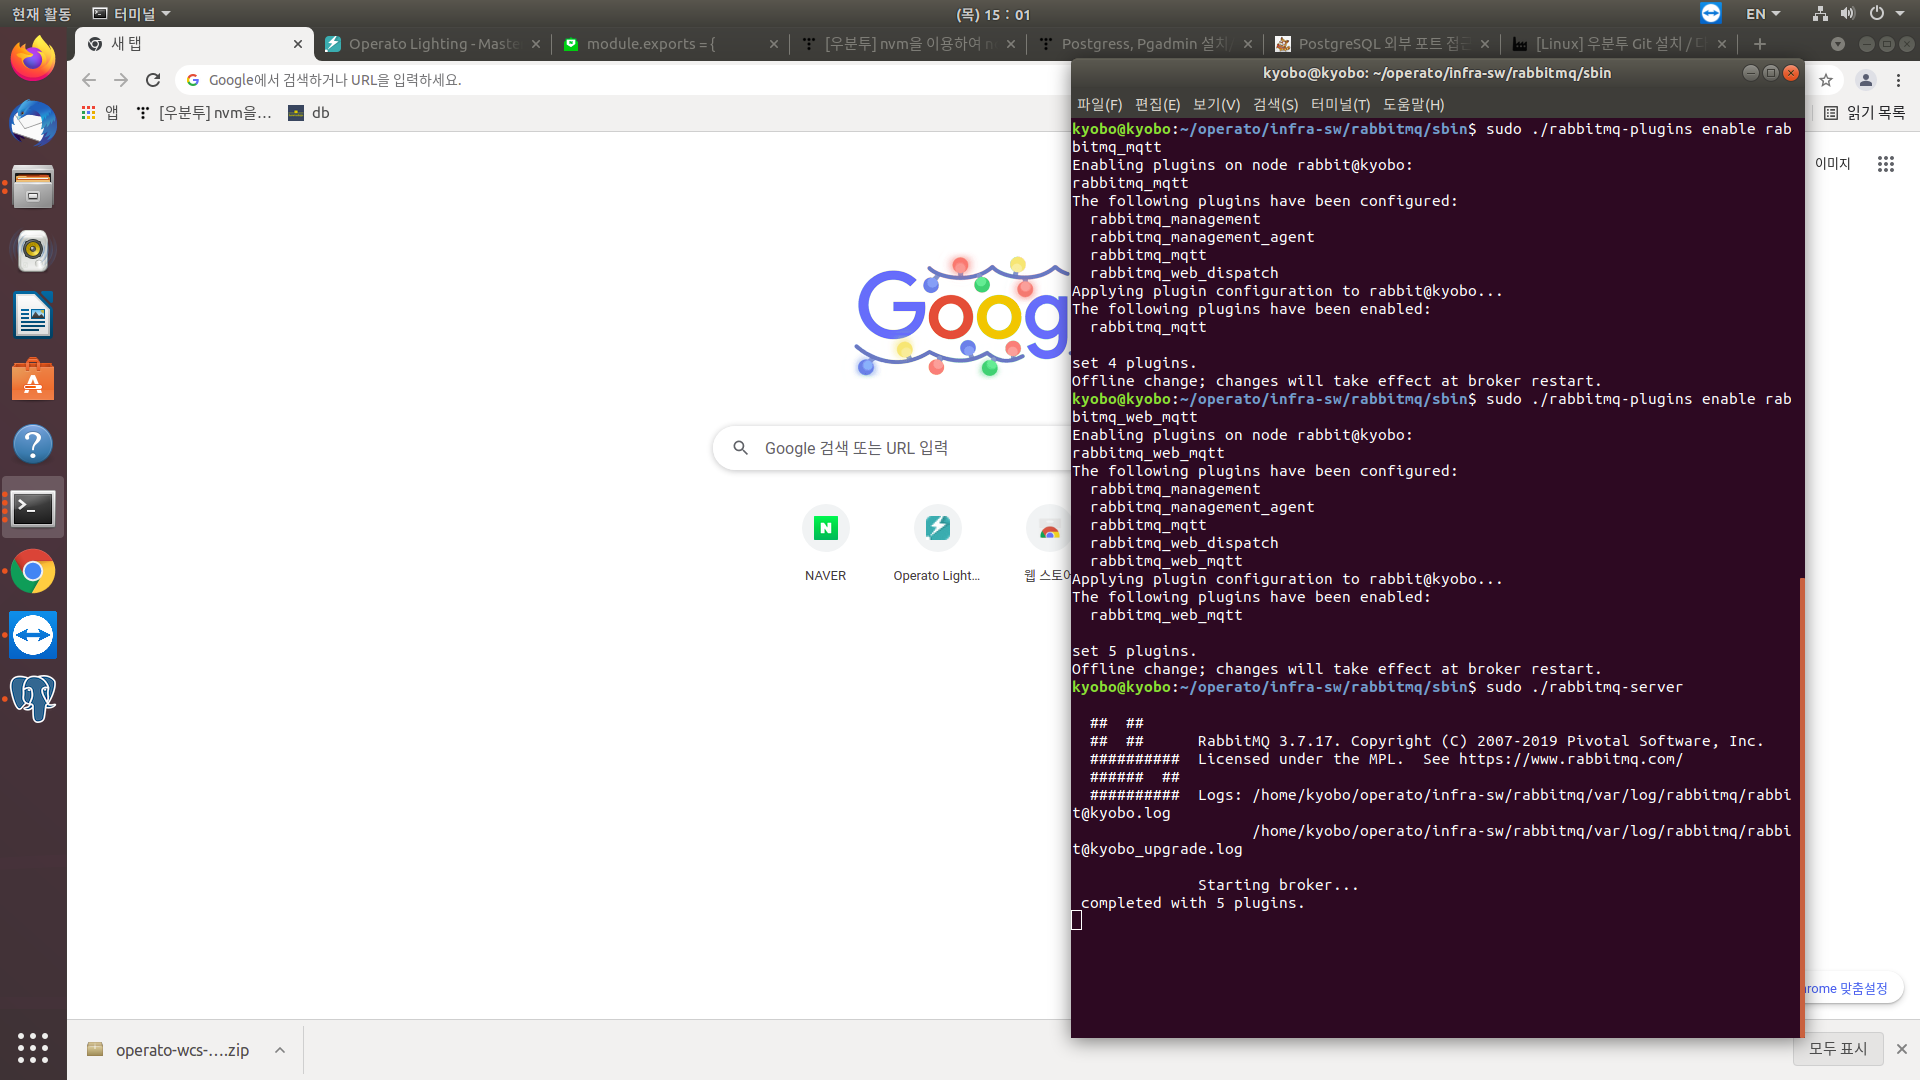 현재 활동
터미널
(목) 15 : 01
EN
새 탭
Operato Lighting - Maste
module.exports = {
[우분투] nvm을 이용하여 n
Postgress, Pgadmin 설치
PostgreSQL 외부 포트 접근
[Linux] 우분투 Git 설치 / 다
Google에서 검색하거나 URL을 입력하세요.
앱
[우분투] nvm을...
db
읽기 목록
이미지
Goog
Google 검색 또는 URL 입력
NAVER
Operato Light...
웹 스토어
rome 맞춤설정
operato-wcs-....zip
모두 표시
kyobo@kyobo: ~/operato/infra-sw/rabbitmq/sbin
파일(F) 편집(E) 보기(V) 검색(S) 터미널(T) 도움말(H)
kyobo@kyobo:~/operato/infra-sw/rabbitmq/sbin$ sudo ./rabbitmq-plugins enable rab
bitmq_mqtt
Enabling plugins on node rabbit@kyobo:
rabbitmq_mqtt
The following plugins have been configured:
  rabbitmq_management
  rabbitmq_management_agent
  rabbitmq_mqtt
  rabbitmq_web_dispatch
Applying plugin configuration to rabbit@kyobo...
The following plugins have been enabled:
  rabbitmq_mqtt

set 4 plugins.
Offline change; changes will take effect at broker restart.
kyobo@kyobo:~/operato/infra-sw/rabbitmq/sbin$ sudo ./rabbitmq-plugins enable rab
bitmq_web_mqtt
Enabling plugins on node rabbit@kyobo:
rabbitmq_web_mqtt
The following plugins have been configured:
  rabbitmq_management
  rabbitmq_management_agent
  rabbitmq_mqtt
  rabbitmq_web_dispatch
  rabbitmq_web_mqtt
Applying plugin configuration to rabbit@kyobo...
The following plugins have been enabled:
  rabbitmq_web_mqtt

set 5 plugins.
Offline change; changes will take effect at broker restart.
kyobo@kyobo:~/operato/infra-sw/rabbitmq/sbin$ sudo ./rabbitmq-server

  ##  ##
  ##  ##      RabbitMQ 3.7.17. Copyright (C) 2007-2019 Pivotal Software, Inc.
  ##########  Licensed under the MPL.  See https://www.rabbitmq.com/
  ######  ##
  ##########  Logs: /home/kyobo/operato/infra-sw/rabbitmq/var/log/rabbitmq/rabbi
t@kyobo.log
                    /home/kyobo/operato/infra-sw/rabbitmq/var/log/rabbitmq/rabbi
t@kyobo_upgrade.log

              Starting broker...
 completed with 5 plugins.